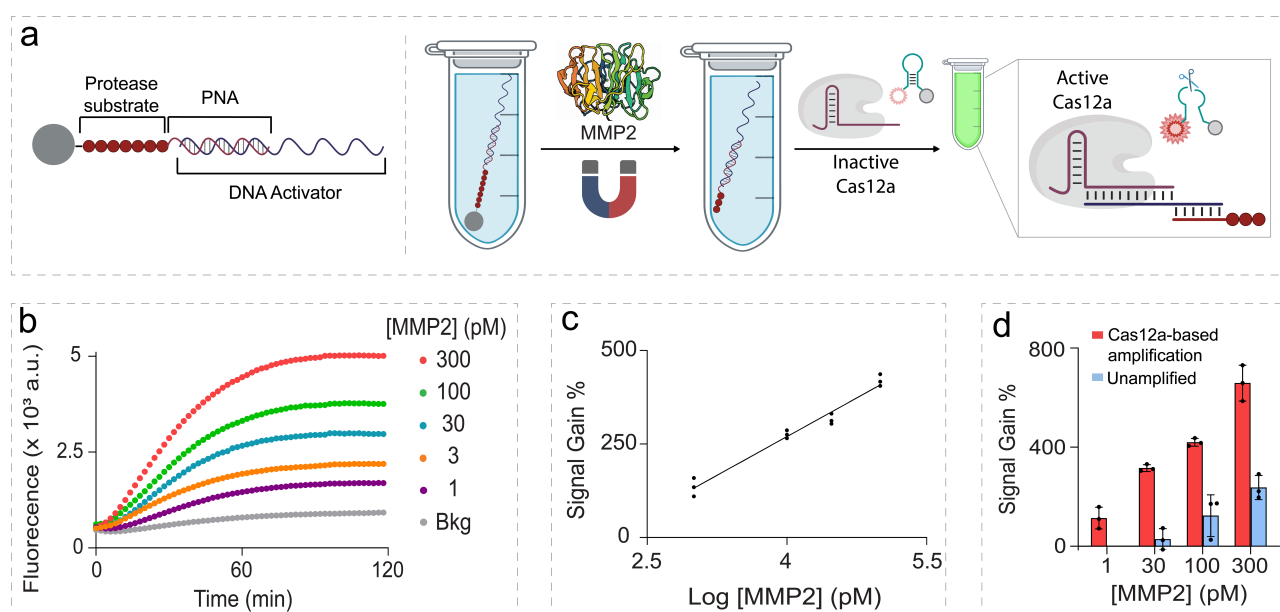 a
Protease
substrate
PNA
DNA Activator
MMP2
Inactive
Cas12a
Active
Cas12a
b
[MMP2] (pM)
300
100
30
3
1
Bkg
Fluorecence (x 10³ a.u.)
5
2.5
0
0
60
120
Time (min)
c
Signal Gain %
500
250
0
2.5
4
5.5
Log [MMP2] (pM)
d
Cas12a-based
amplification
Unamplified
Signal Gain %
800
400
0
1
30
100
300
[MMP2] (pM)